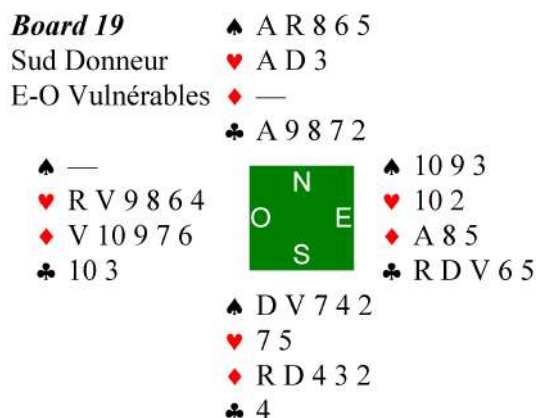 Board 19
Sud Donneur
E-O Vulnérables
♠ A R 8 6 5
♥ A D 3
♦ —
♣ A 9 8 7 2
♠ —
♥ R V 9 8 6 4
♦ V 10 9 7 6
♣ 10 3
N
O E
S
♠ 10 9 3
♥ 10 2
♦ A 8 5
♣ R D V 6 5
♠ D V 7 4 2
♥ 7 5
♦ R D 4 3 2
♣ 4